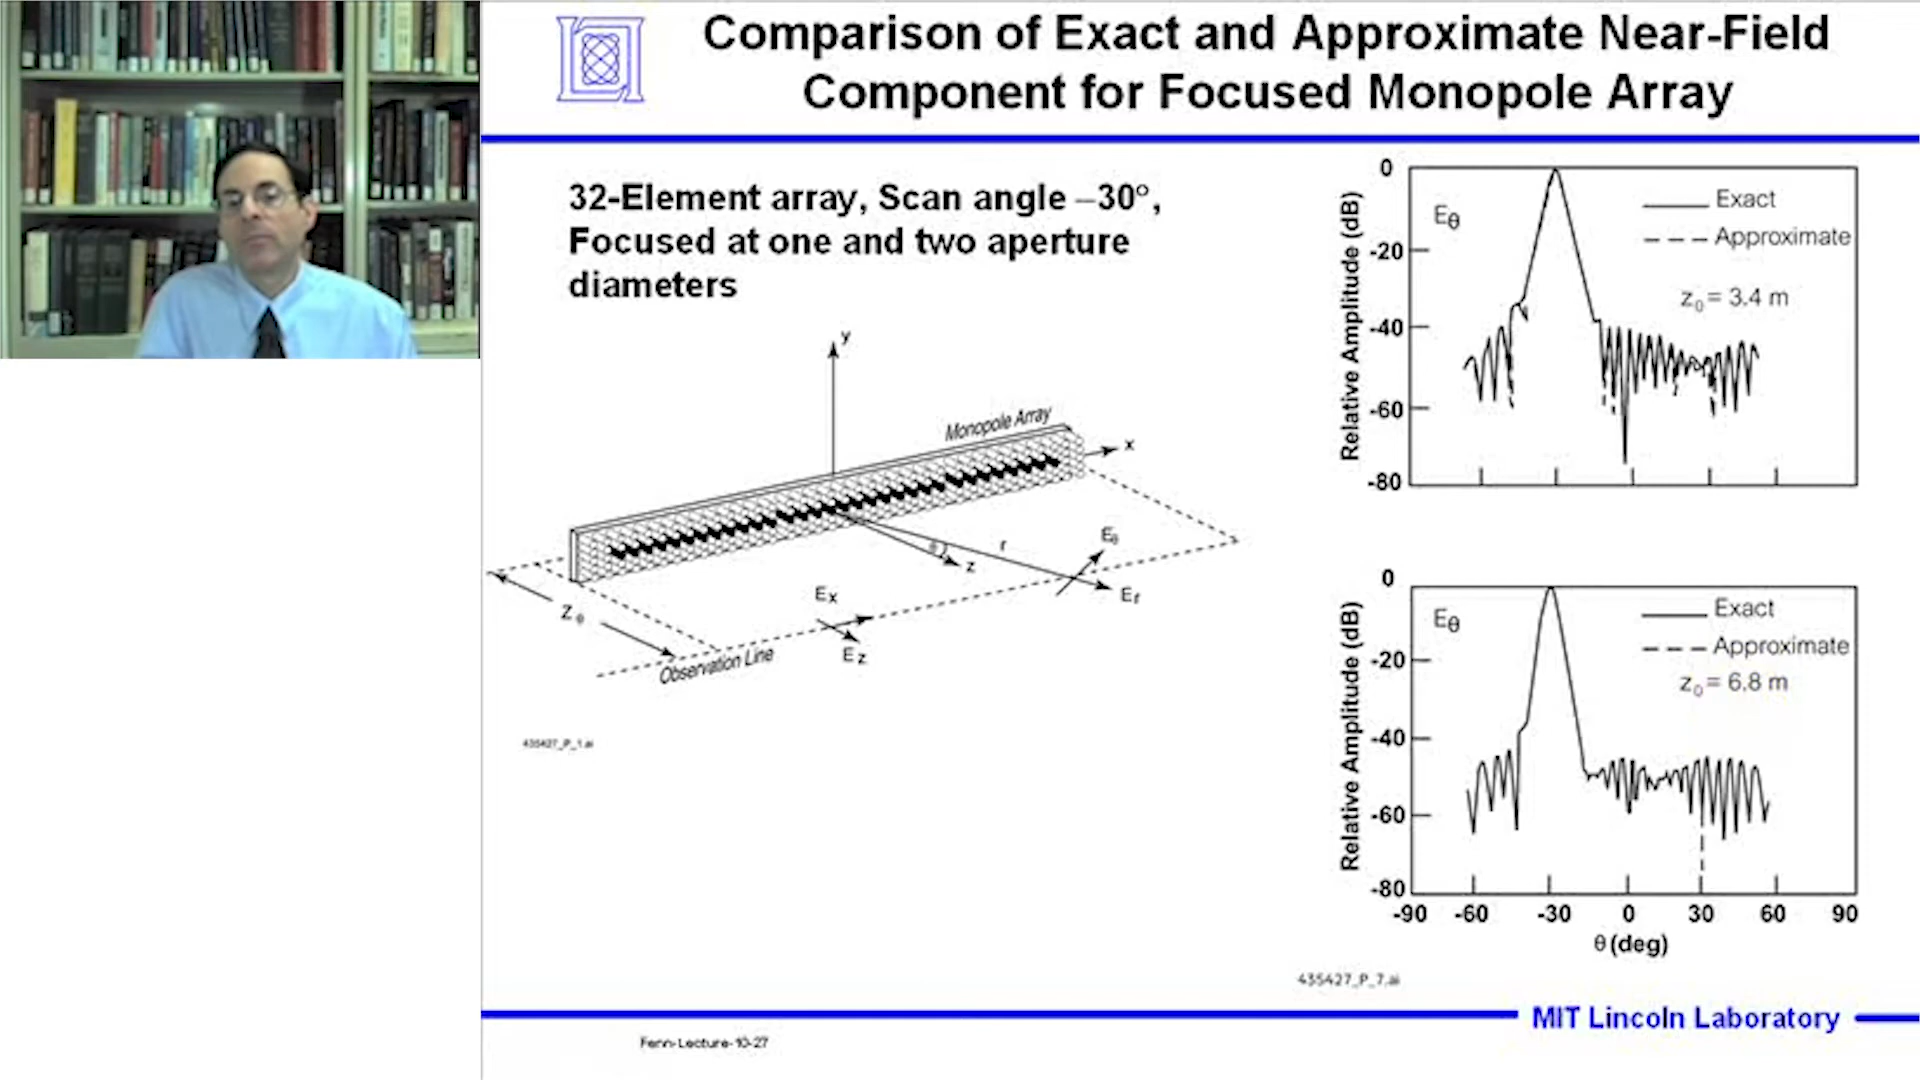 Comparison of Exact and Approximate Near-Field
Component for Focused Monopole Array
32-Element array, Scan angle –30°,
Focused at one and two aperture
diameters
y
Monopole Array
x
θ
r
z
Eθ
Er
Ex
Ez
Zθ
Observation Line
435427_P_1.ai
Relative Amplitude (dB)
0
-20
-40
-60
-80
Eθ
Exact
Approximate
z0 = 3.4 m
Relative Amplitude (dB)
0
-20
-40
-60
-80
Eθ
Exact
Approximate
z0 = 6.8 m
-90 -60 -30 0 30 60 90
θ (deg)
435427_P_7.ai
MIT Lincoln Laboratory
Fenn-Lecture-10-27